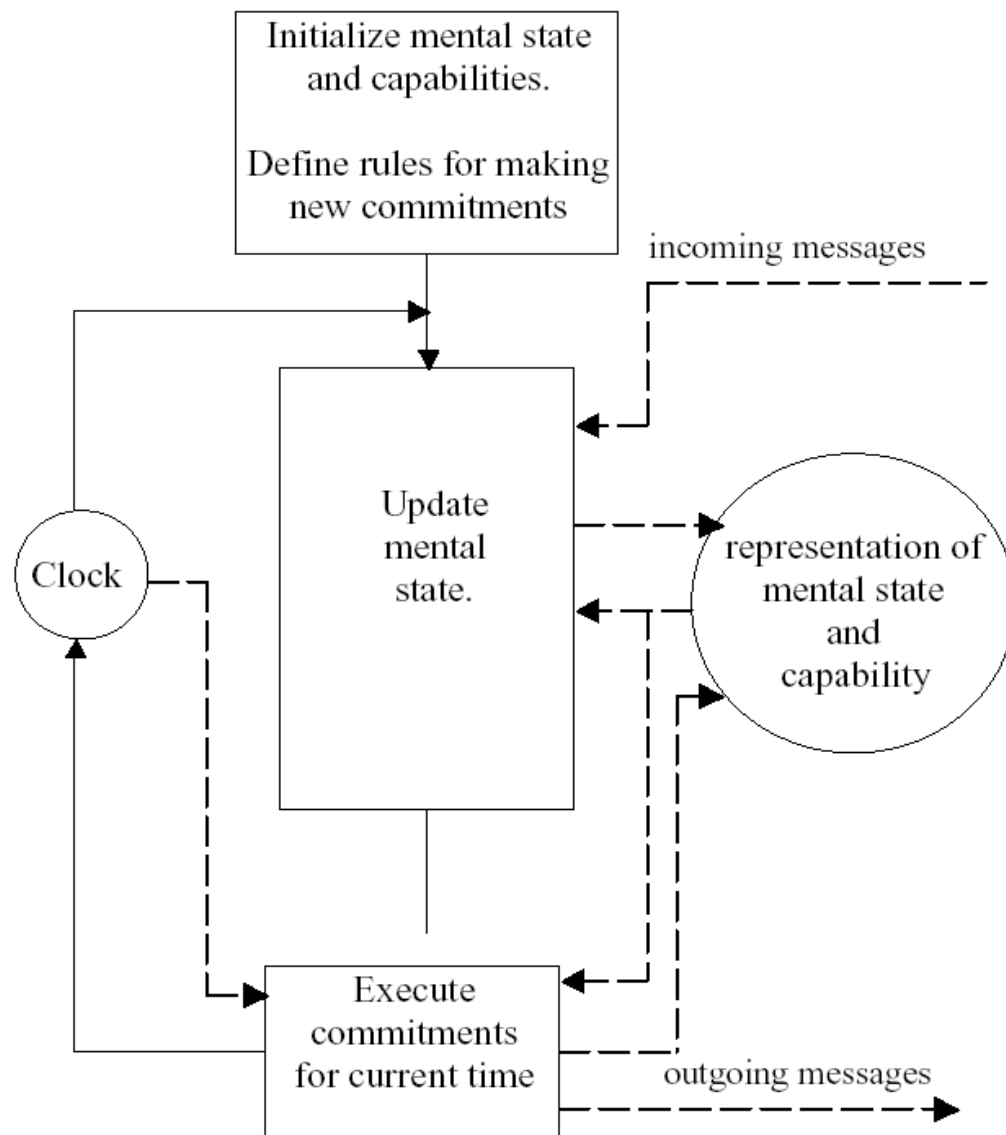 Initialize mental state
and capabilities.
Define rules for making
new commitments
incoming messages
Update
mental
state.
Clock
representation of
mental state
and
capability
Execute
commitments
for current time
outgoing messages